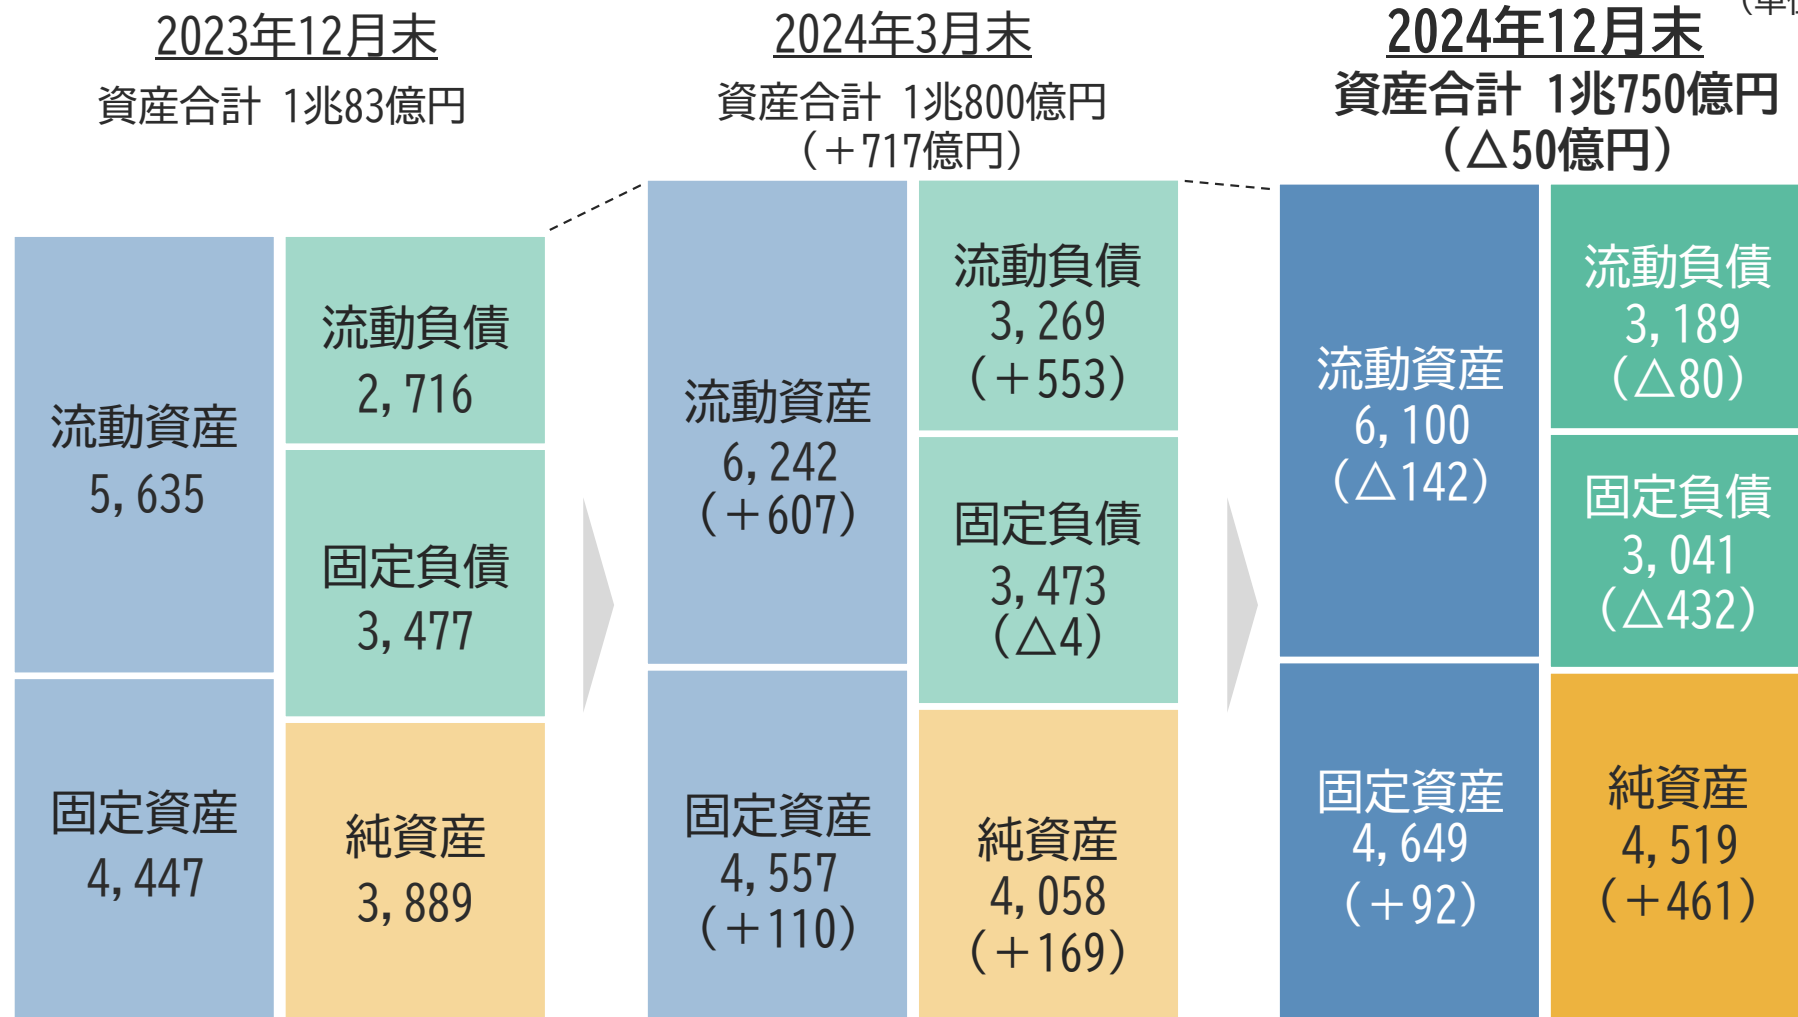 2023年12月末
資産合計 1兆83億円
流動資産
5,635
固定資産
4,447
流動負債
2,716
固定負債
3,477
純資産
3,889
2024年3月末
資産合計 1兆800億円
(+717億円)
流動資産
6,242
(+607)
固定資産
4,557
(+110)
流動負債
3,269
(+553)
固定負債
3,473
(△4)
純資産
4,058
(+169)
2024年12月末
資産合計 1兆750億円
(△50億円)
流動資産
6,100
(△142)
固定資産
4,649
(+92)
流動負債
3,189
(△80)
固定負債
3,041
(△432)
純資産
4,519
(+461)